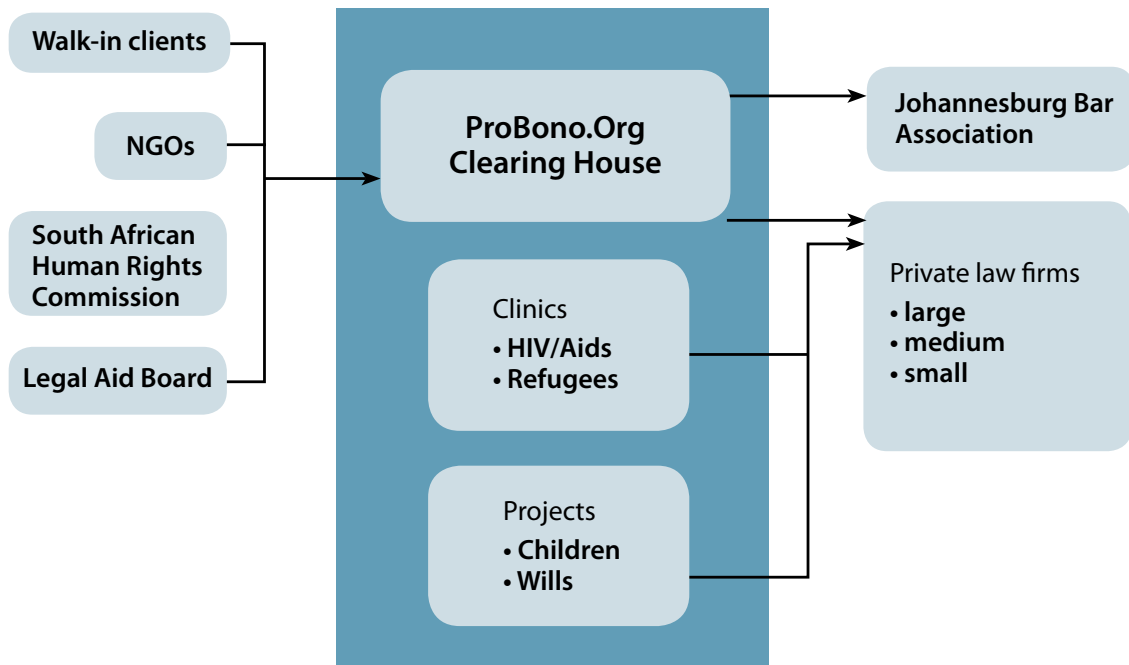 Walk-in clients
NGOs
South African
Human Rights
Commission
Legal Aid Board
ProBono.Org
Clearing House
Clinics
• HIV/Aids
• Refugees
Projects
• Children
• Wills
Johannesburg Bar
Association
Private law firms
• large
• medium
• small